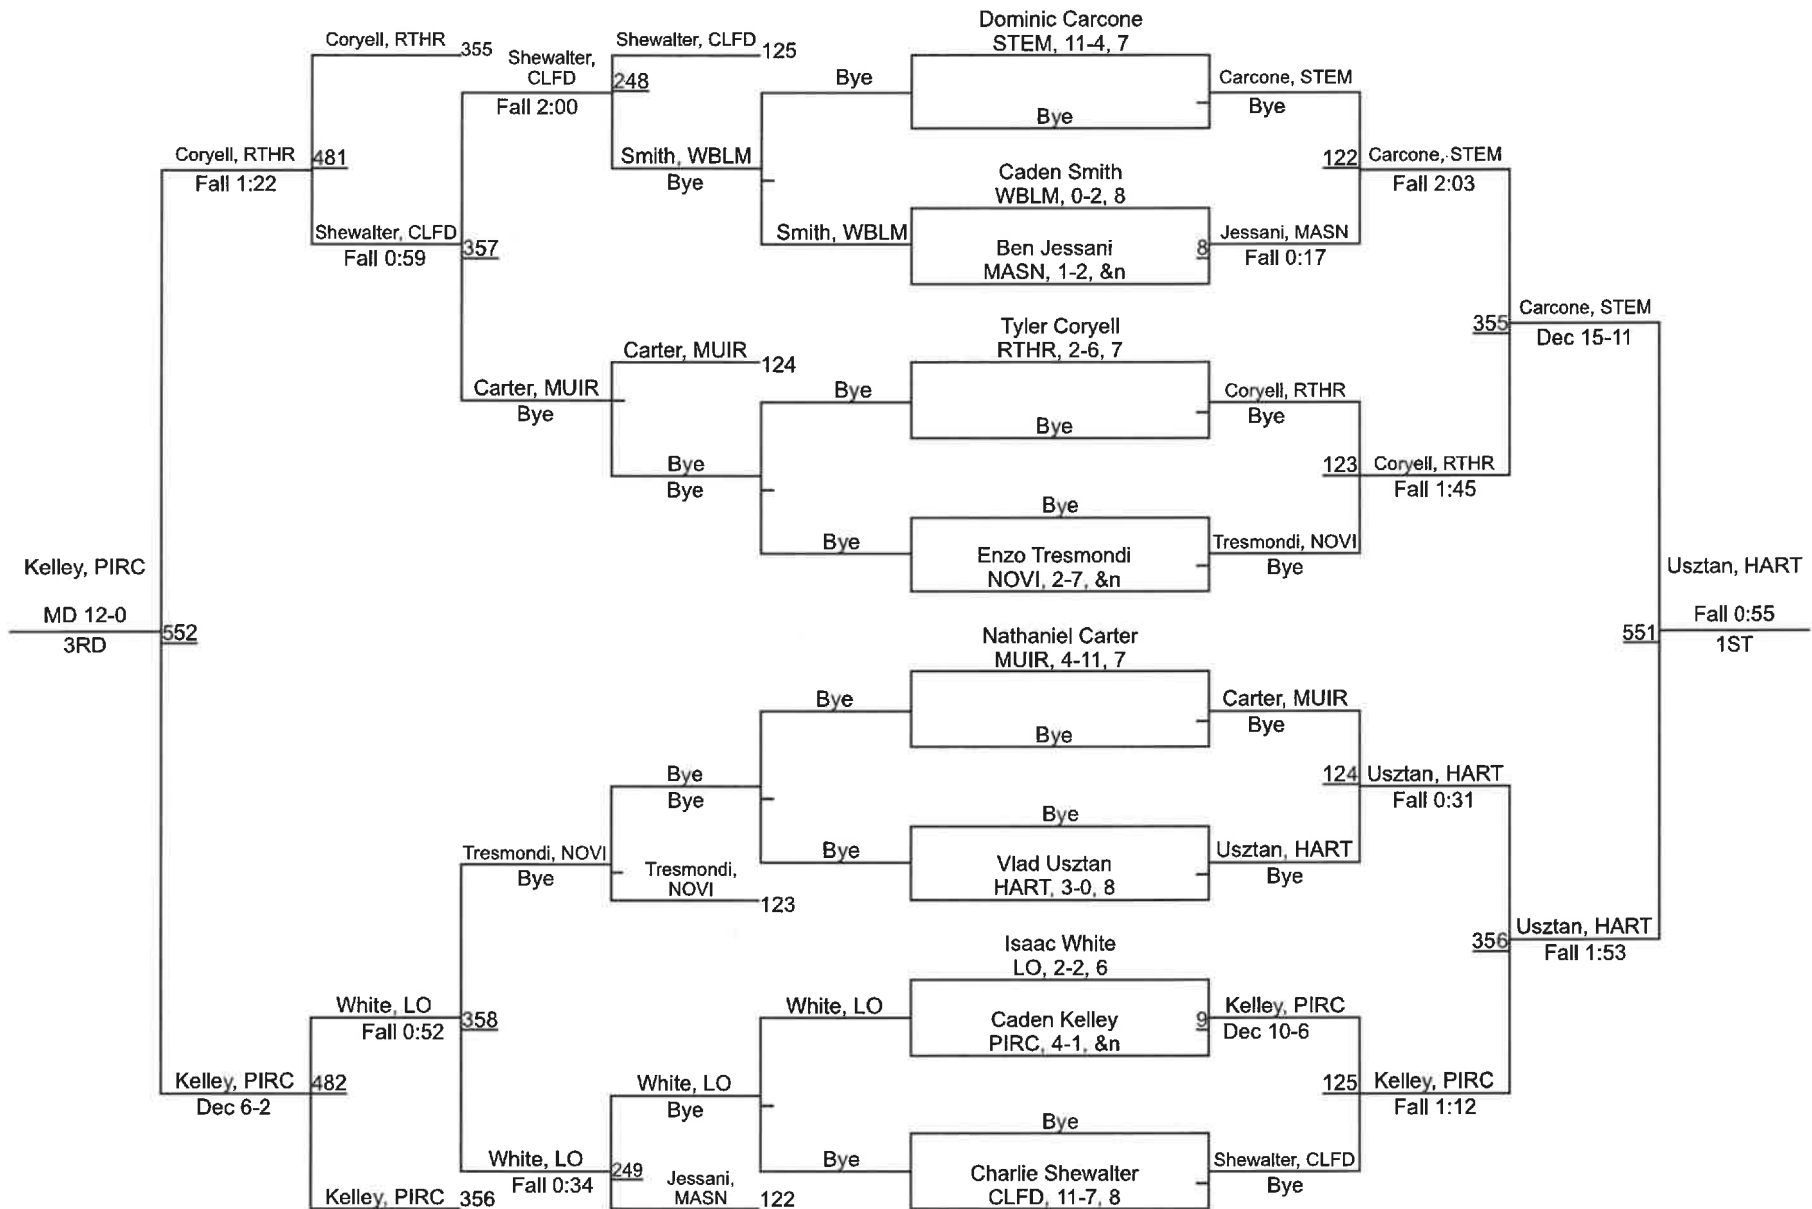 Dominic Carcone
STEM, 11-4, 7
Coryell, RTHR
355
Shewalter,
CLFD
Fall 2:00
Shewalter, CLFD
125
248
Bye
Bye
Carcone, STEM
Bye
Coryell, RTHR
Fall 1:22
481
Smith, WBLM
Bye
Caden Smith
WBLM, 0-2, 8
122
Carcone, STEM
Fall 2:03
Shewalter, CLFD
Fall 0:59
357
Smith, WBLM
Ben Jessani
MASN, 1-2, &n
8
Jessani, MASN
Fall 0:17
Tyler Coryell
RTHR, 2-6, 7
355
Carcone, STEM
Dec 15-11
Carter, MUIR
124
Carter, MUIR
Bye
Bye
Bye
Coryell, RTHR
Bye
Bye
Bye
123
Coryell, RTHR
Fall 1:45
Bye
Bye
Enzo Tresmondi
NOVI, 2-7, &n
Tresmondi, NOVI
Bye
Kelley, PIRC
MD 12-0
3RD
552
Usztan, HART
Fall 0:55
1ST
551
Nathaniel Carter
MUIR, 4-11, 7
Bye
Bye
Carter, MUIR
Bye
Bye
Bye
124
Usztan, HART
Fall 0:31
Bye
Tresmondi, NOVI
Bye
Tresmondi,
NOVI
123
Bye
Vlad Usztan
HART, 3-0, 8
Usztan, HART
Bye
Isaac White
LO, 2-2, 6
356
Usztan, HART
Fall 1:53
White, LO
Fall 0:52
358
White, LO
Caden Kelley
PIRC, 4-1, &n
9
Kelley, PIRC
Dec 10-6
Kelley, PIRC
Dec 6-2
482
White, LO
Bye
125
Kelley, PIRC
Fall 1:12
Bye
White, LO
Fall 0:34
249
Jessani,
MASN
122
Bye
Charlie Shewalter
CLFD, 11-7, 8
Shewalter, CLFD
Bye
Kelley, PIRC
356